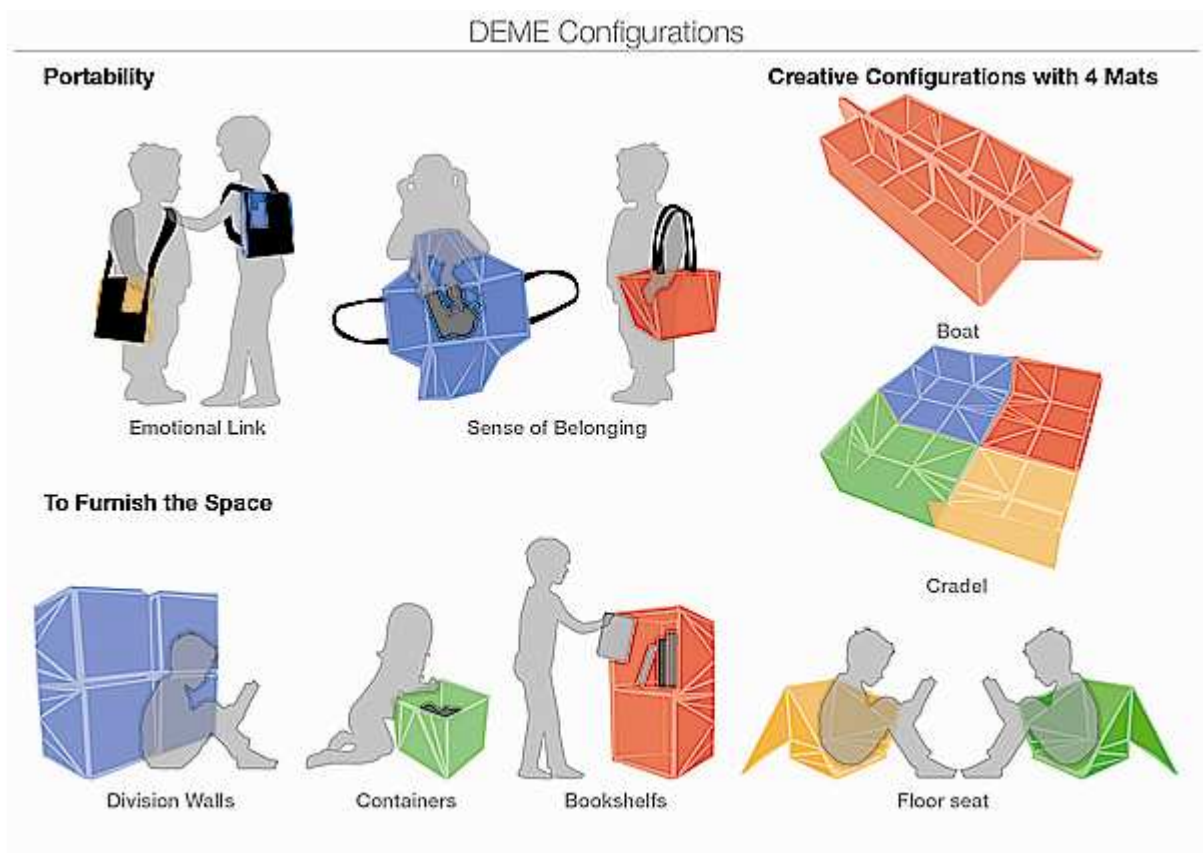 DEME Configurations
Portability
Creative Configurations with 4 Mats
Boat
Emotional Link
Sense of Belonging
To Furnish the Space
Cradel
Division Walls
Containers
Bookshelfs
Floor seat